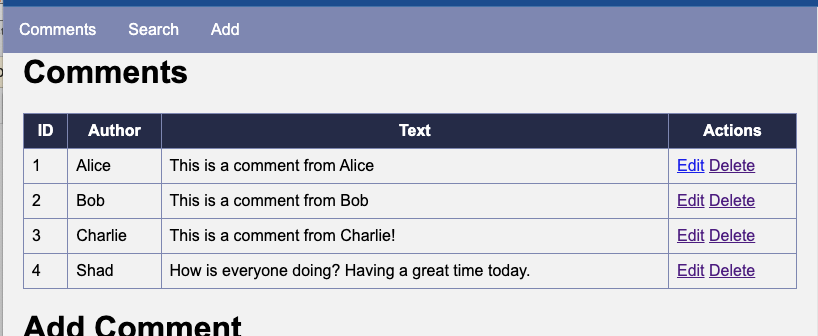 Comments Search Add
Comments
ID Author Text Actions
1 Alice This is a comment from Alice Edit Delete
2 Bob This is a comment from Bob Edit Delete
3 Charlie This is a comment from Charlie! Edit Delete
4 Shad How is everyone doing? Having a great time today. Edit Delete
Add Comment